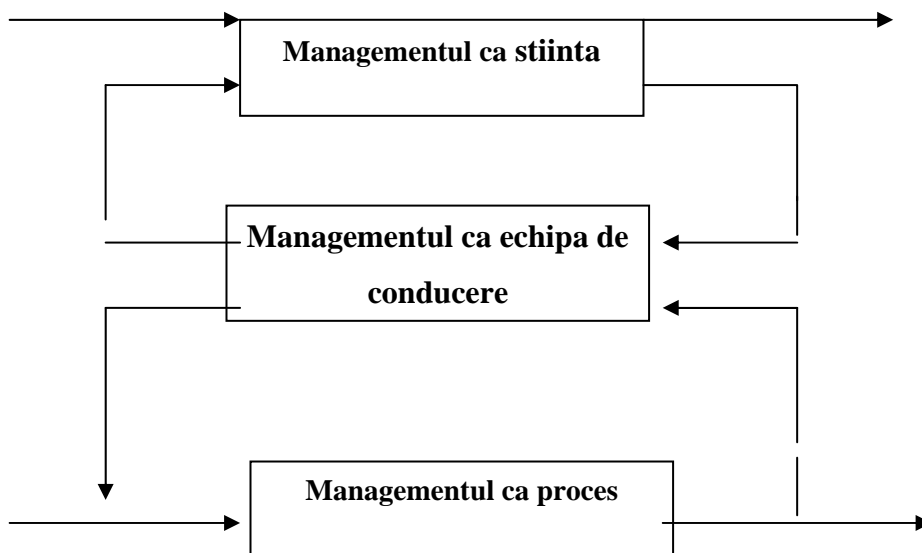 Managementul ca stiinta
Managementul ca echipa de
conducere
Managementul ca proces